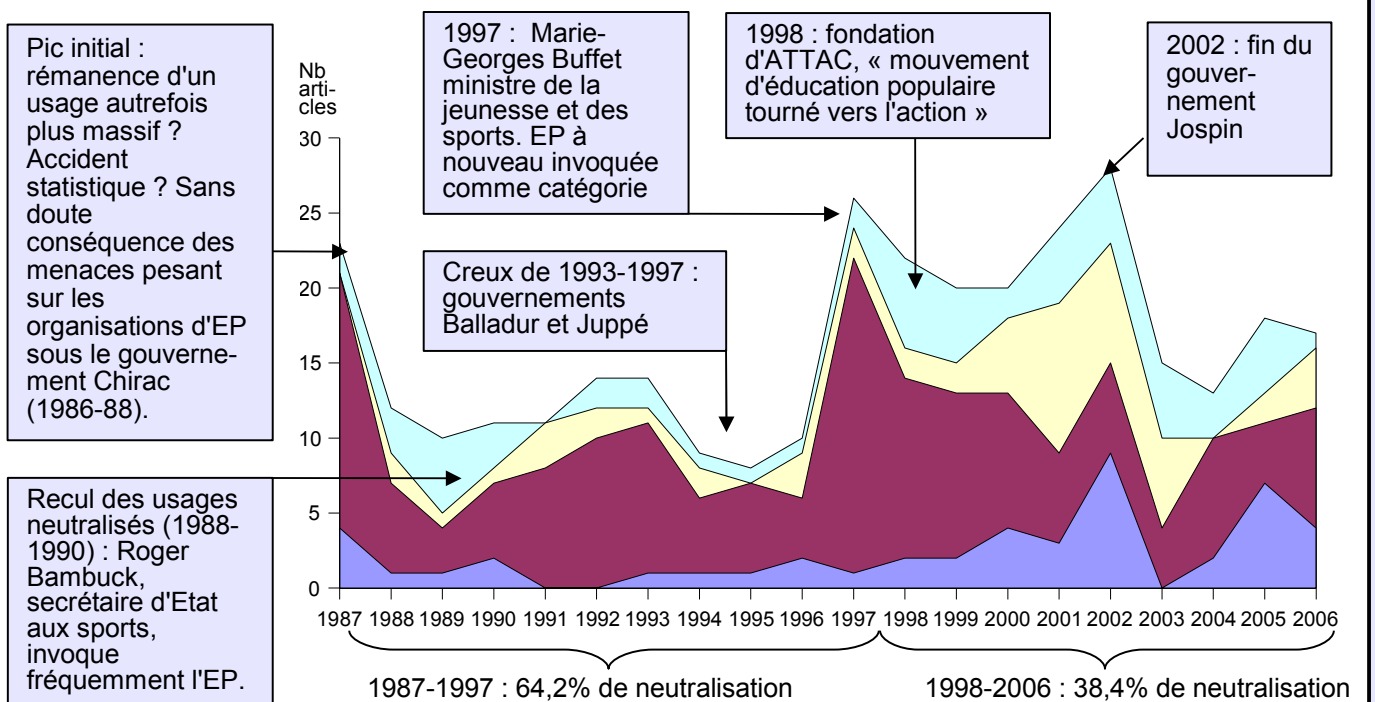 Pic initial :
rémanence d'un
usage autrefois
plus massif ?
Accident
statistique ? Sans
doute
conséquence des
menaces pesant
sur les
organisations d'EP
sous le gouverne-
ment Chirac
(1986-88).
Recul des usages
neutralisés (1988-
1990) : Roger
Bambuck,
secrétaire d'Etat
aux sports,
invoque
fréquemment l'EP.
1997 : Marie-
Georges Buffet
ministre de la
jeunesse et des
sports. EP à
nouveau invoquée
comme catégorie
Creux de 1993-1997 :
gouvernements
Balladur et Juppé
1998 : fondation
d'ATTAC, « mouvement
d'éducation populaire
tourné vers l'action »
2002 : fin du
gouver-
nement
Jospin
Nb
arti-
cles
30
25
20
15
10
5
0
1987 1988 1989 1990 1991 1992 1993 1994 1995 1996 1997 1998 1999 2000 2001 2002 2003 2004 2005 2006
1987-1997 : 64,2% de neutralisation
1998-2006 : 38,4% de neutralisation